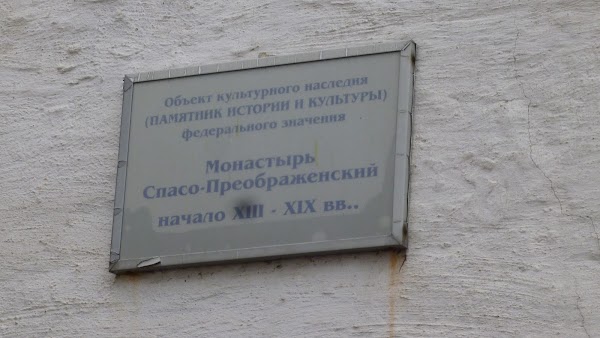 Объект культурного наследия
(ПАМЯТНИК ИСТОРИИ И КУЛЬТУРЫ)
федерального значения
Монастырь
Спасо-Преображенский
начало XIII - XIX вв..